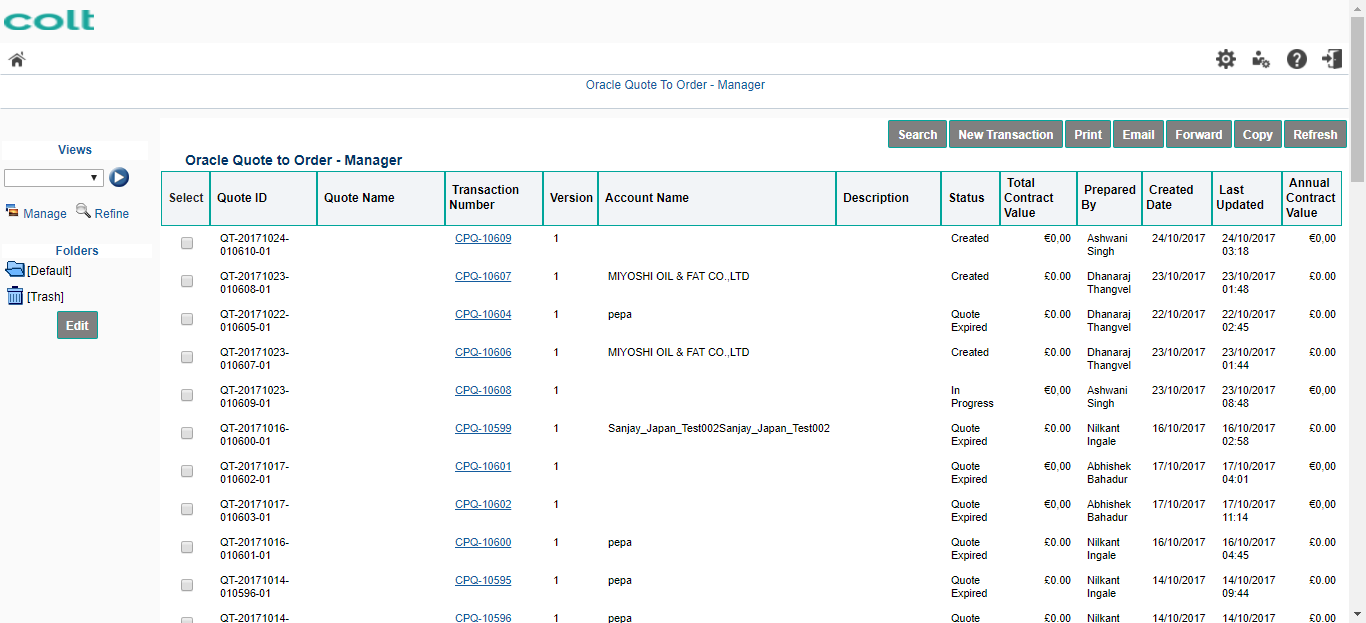 colt
Oracle Quote To Order - Manager
Search New Transaction Print Email Forward Copy Refresh
Views
Manage Refine
Folders
[Default]
[Trash]
Edit
Oracle Quote to Order - Manager
Select Quote ID Quote Name Transaction Number Version Account Name Description Status Total Contract Value Prepared By Created Date Last Updated Annual Contract Value
QT-20171024- CPQ-10609 1 Created €0,00 Ashwani 24/10/2017 24/10/2017 €0,00
010610-01 Singh 03:18
QT-20171023- CPQ-10607 1 MIYOSHI OIL & FAT CO.,LTD Created £0.00 Dhanaraj 23/10/2017 23/10/2017 £0.00
010608-01 Thangvel 01:48
QT-20171022- CPQ-10604 1 pepa Quote £0.00 Dhanaraj 22/10/2017 22/10/2017 £0.00
010605-01 Expired Thangvel 02:45
QT-20171023- CPQ-10606 1 MIYOSHI OIL & FAT CO.,LTD Created £0.00 Dhanaraj 23/10/2017 23/10/2017 £0.00
010607-01 Thangvel 01:44
QT-20171023- CPQ-10608 1 In €0,00 Ashwani 23/10/2017 23/10/2017 €0,00
010609-01 Progress Singh 08:48
QT-20171016- CPQ-10599 1 Sanjay_Japan_Test002Sanjay_Japan_Test002 Quote £0.00 Nilkant 16/10/2017 16/10/2017 £0.00
010600-01 Expired Ingale 02:58
QT-20171017- CPQ-10601 1 Quote €0,00 Abhishek 17/10/2017 17/10/2017 €0,00
010602-01 Expired Bahadur 04:01
QT-20171017- CPQ-10602 1 Quote €0,00 Abhishek 17/10/2017 17/10/2017 €0,00
010603-01 Expired Bahadur 11:14
QT-20171016- CPQ-10600 1 pepa Quote £0.00 Nilkant 16/10/2017 16/10/2017 £0.00
010601-01 Expired Ingale 04:45
QT-20171014- CPQ-10595 1 pepa Quote £0.00 Nilkant 14/10/2017 14/10/2017 £0.00
010596-01 Expired Ingale 09:44
QT-20171014- CPQ-10596 1 pepa Quote £0.00 Nilkant 14/10/2017 14/10/2017 £0.00